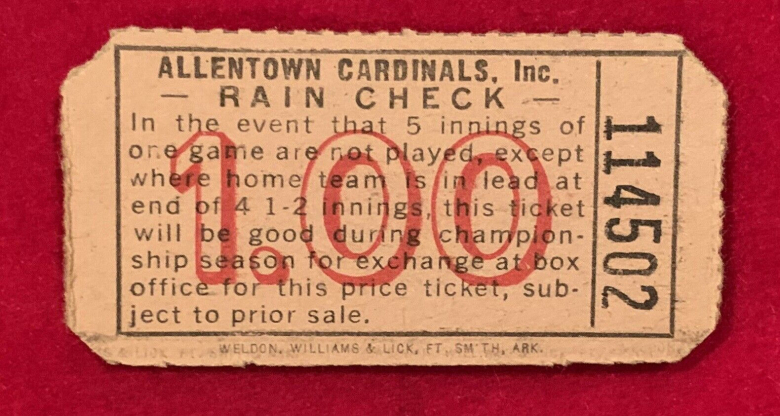 ALLENTOWN CARDINALS, Inc.
— RAIN CHECK —
In the event that 5 innings of
one game are not played, except
where home team is in lead at
end of 4 1-2 innings, this ticket
will be good during champion-
ship season for exchange at box
office for this price ticket, sub-
ject to prior sale.
1.00
114502
WELDON, WILLIAMS & LICK, FT. SMITH, ARK.